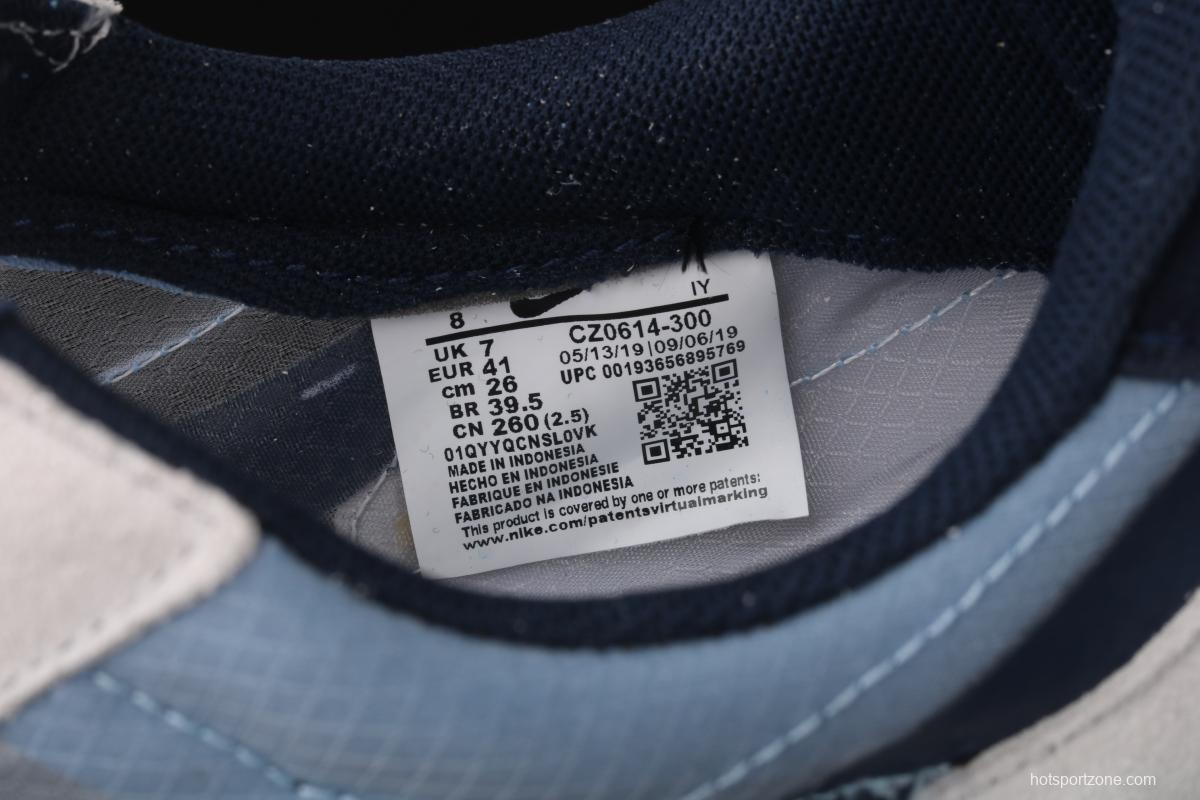 IY
8
UK 7
EUR 41
cm 26
BR 39.5
CN 260 (2.5)
CZ0614-300
05/13/19|09/06/19
UPC 00193656895769
01QYYQCNSL0VK
MADE IN INDONESIA
HECHO EN INDONESIA
FABRIQUE EN INDONESIE
FABRICADO NA INDONESIA
This product is covered by one or more patents:
www.nike.com/patentsvirtualmarking
hotsportzone.com